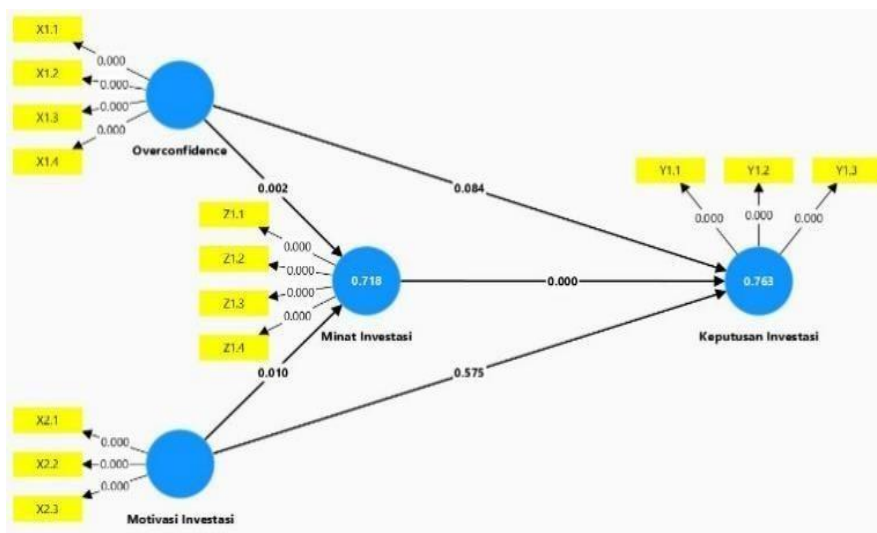 X1.1
0.000
X1.2
0.000
X1.3
0.000
X1.4
0.000
Overconfidence
0.002
0.084
Y1.1
Y1.2
Y1.3
0.000
0.000
0.000
Z1.1
0.000
Z1.2
0.000
Z1.3
0.000
Z1.4
0.000
0.718
Minat Investasi
0.000
0.763
Keputusan Investasi
0.010
0.575
X2.1
0.000
X2.2
0.000
X2.3
0.000
Motivasi Investasi